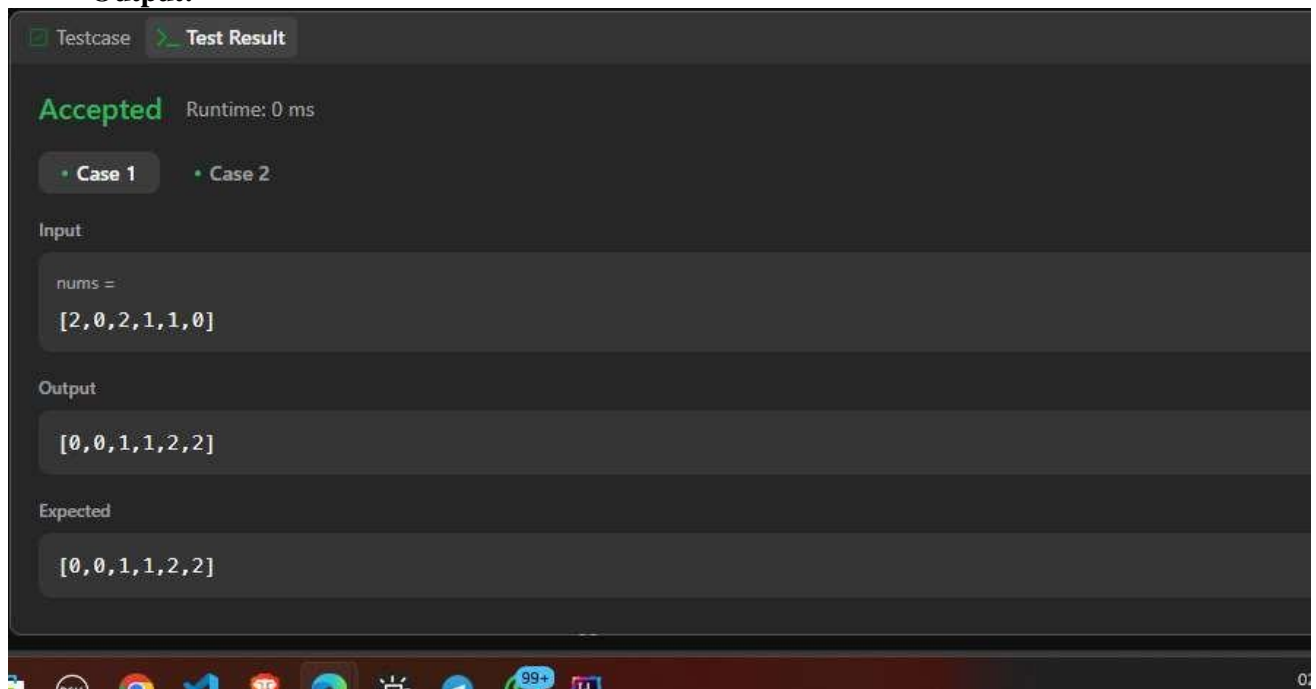 Output:
Testcase >_ Test Result
Accepted Runtime: 0 ms
• Case 1 • Case 2
Input
nums =
[2,0,2,1,1,0]
Output
[0,0,1,1,2,2]
Expected
[0,0,1,1,2,2]
99+